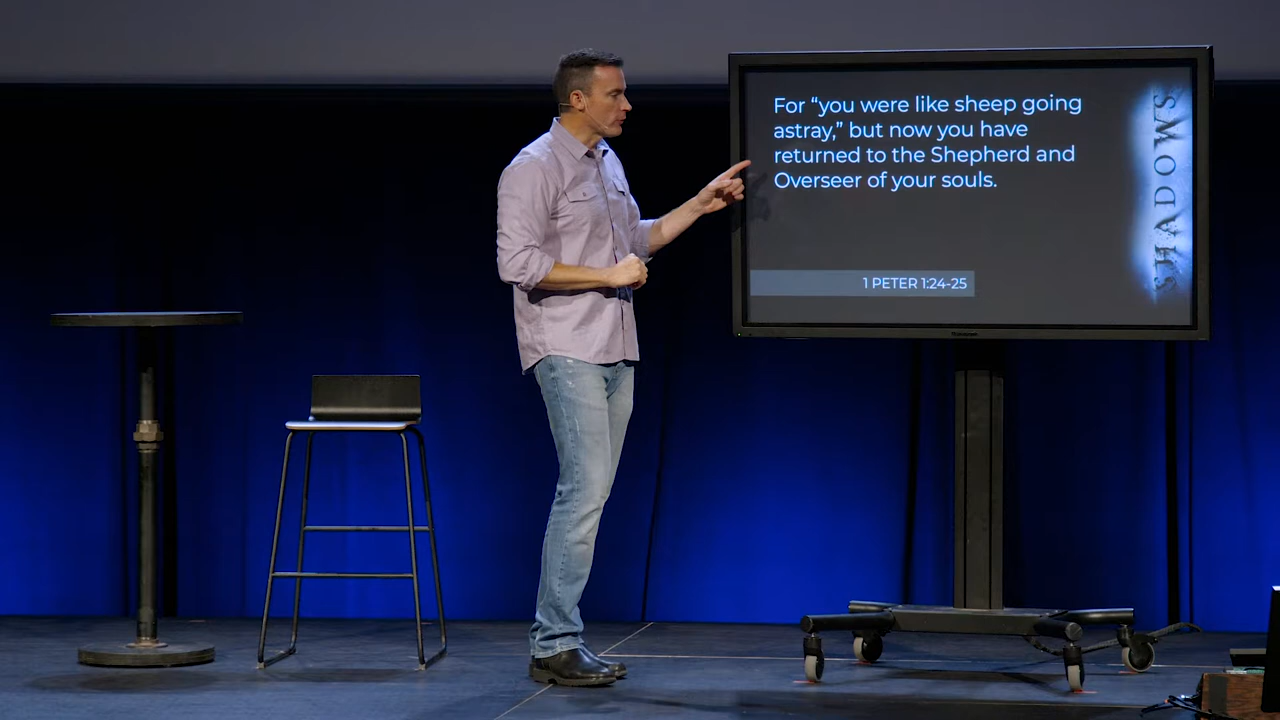 For “you were like sheep going
astray,” but now you have
returned to the Shepherd and
Overseer of your souls.
1 PETER 1:24-25
SHADOWS